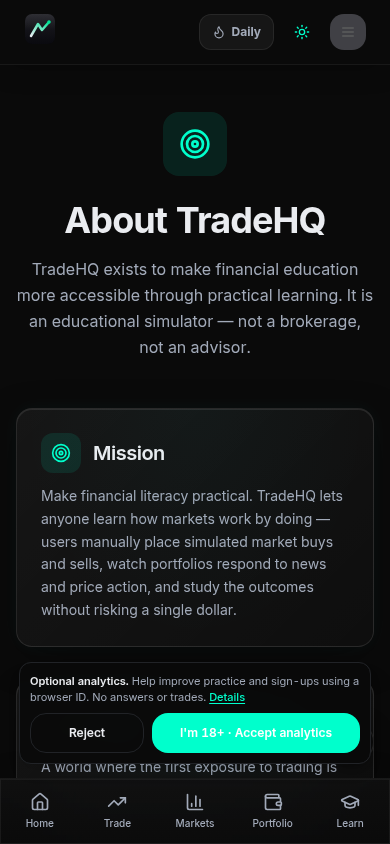 Daily
About TradeHQ
TradeHQ exists to make financial education
more accessible through practical learning. It is
an educational simulator — not a brokerage,
not an advisor.
Mission
Make financial literacy practical. TradeHQ lets
anyone learn how markets work by doing —
users manually place simulated market buys
and sells, watch portfolios respond to news
and price action, and study the outcomes
without risking a single dollar.
Optional analytics. Help improve practice and sign-ups using a
browser ID. No answers or trades. Details
Reject
I'm 18+ · Accept analytics
A world where the first exposure to trading is
Home
Trade
Markets
Portfolio
Learn